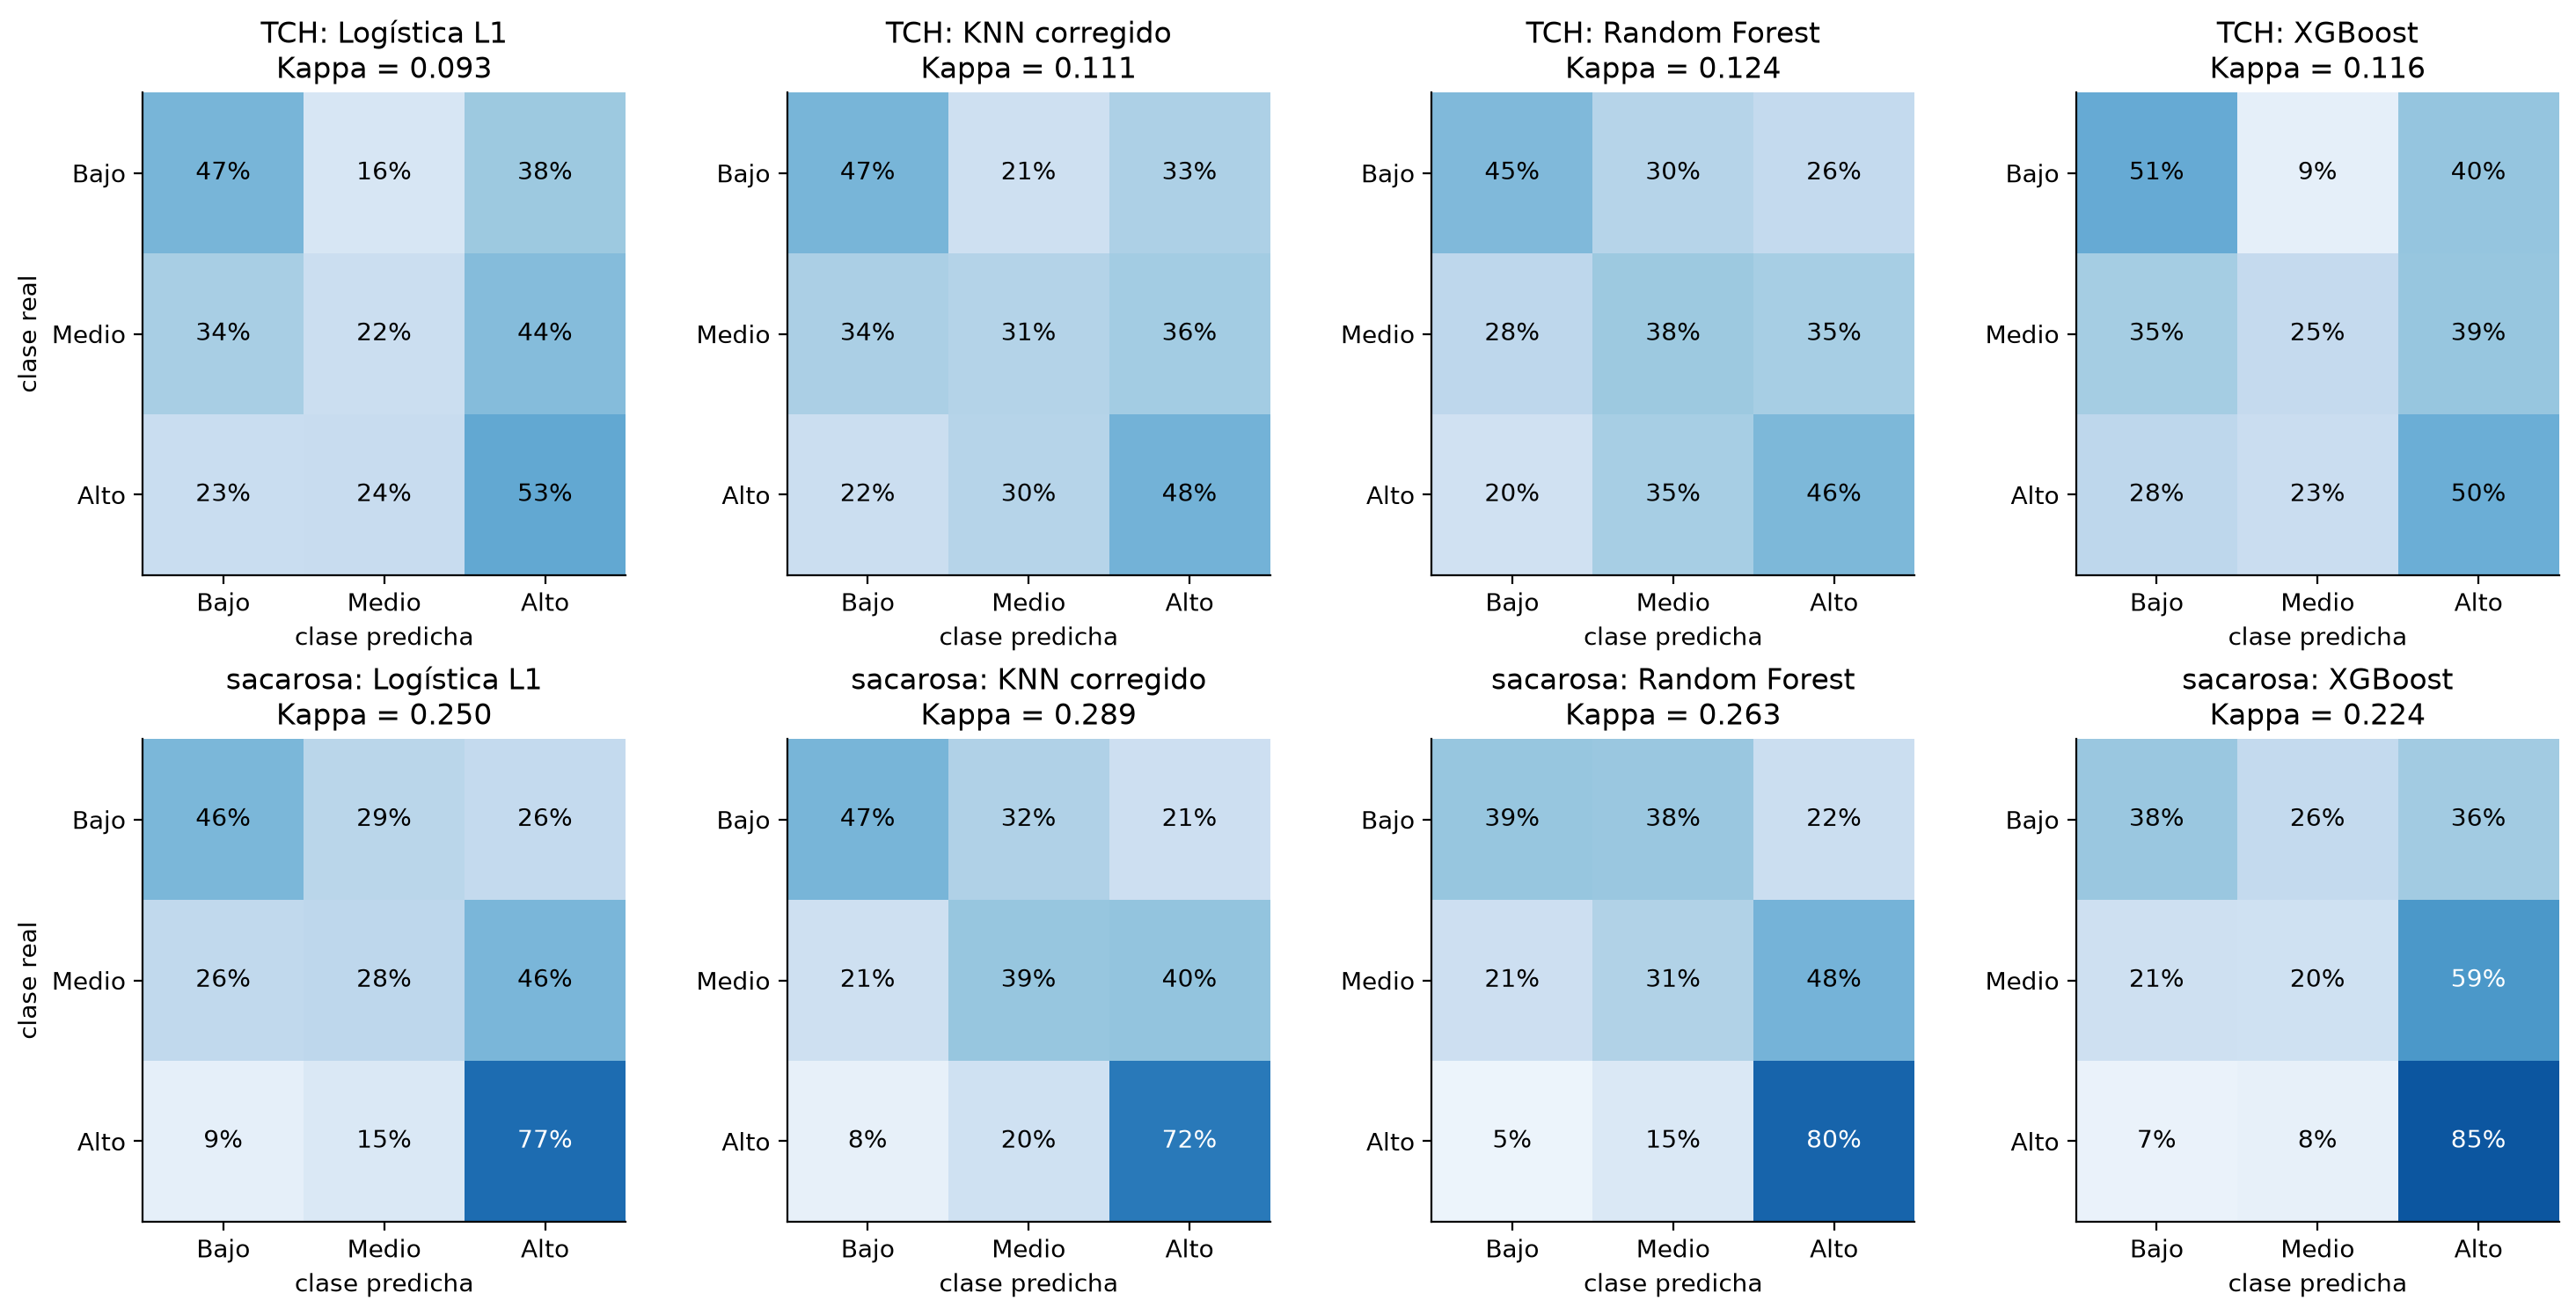 TCH: Logística L1
Kappa = 0.093
clase real
Bajo 47% 16% 38%
Medio 34% 22% 44%
Alto 23% 24% 53%
Bajo Medio Alto
clase predicha
TCH: KNN corregido
Kappa = 0.111
Bajo 47% 21% 33%
Medio 34% 31% 36%
Alto 22% 30% 48%
Bajo Medio Alto
clase predicha
TCH: Random Forest
Kappa = 0.124
Bajo 45% 30% 26%
Medio 28% 38% 35%
Alto 20% 35% 46%
Bajo Medio Alto
clase predicha
TCH: XGBoost
Kappa = 0.116
Bajo 51% 9% 40%
Medio 35% 25% 39%
Alto 28% 23% 50%
Bajo Medio Alto
clase predicha
sacarosa: Logística L1
Kappa = 0.250
clase real
Bajo 46% 29% 26%
Medio 26% 28% 46%
Alto 9% 15% 77%
Bajo Medio Alto
clase predicha
sacarosa: KNN corregido
Kappa = 0.289
Bajo 47% 32% 21%
Medio 21% 39% 40%
Alto 8% 20% 72%
Bajo Medio Alto
clase predicha
sacarosa: Random Forest
Kappa = 0.263
Bajo 39% 38% 22%
Medio 21% 31% 48%
Alto 5% 15% 80%
Bajo Medio Alto
clase predicha
sacarosa: XGBoost
Kappa = 0.224
Bajo 38% 26% 36%
Medio 21% 20% 59%
Alto 7% 8% 85%
Bajo Medio Alto
clase predicha